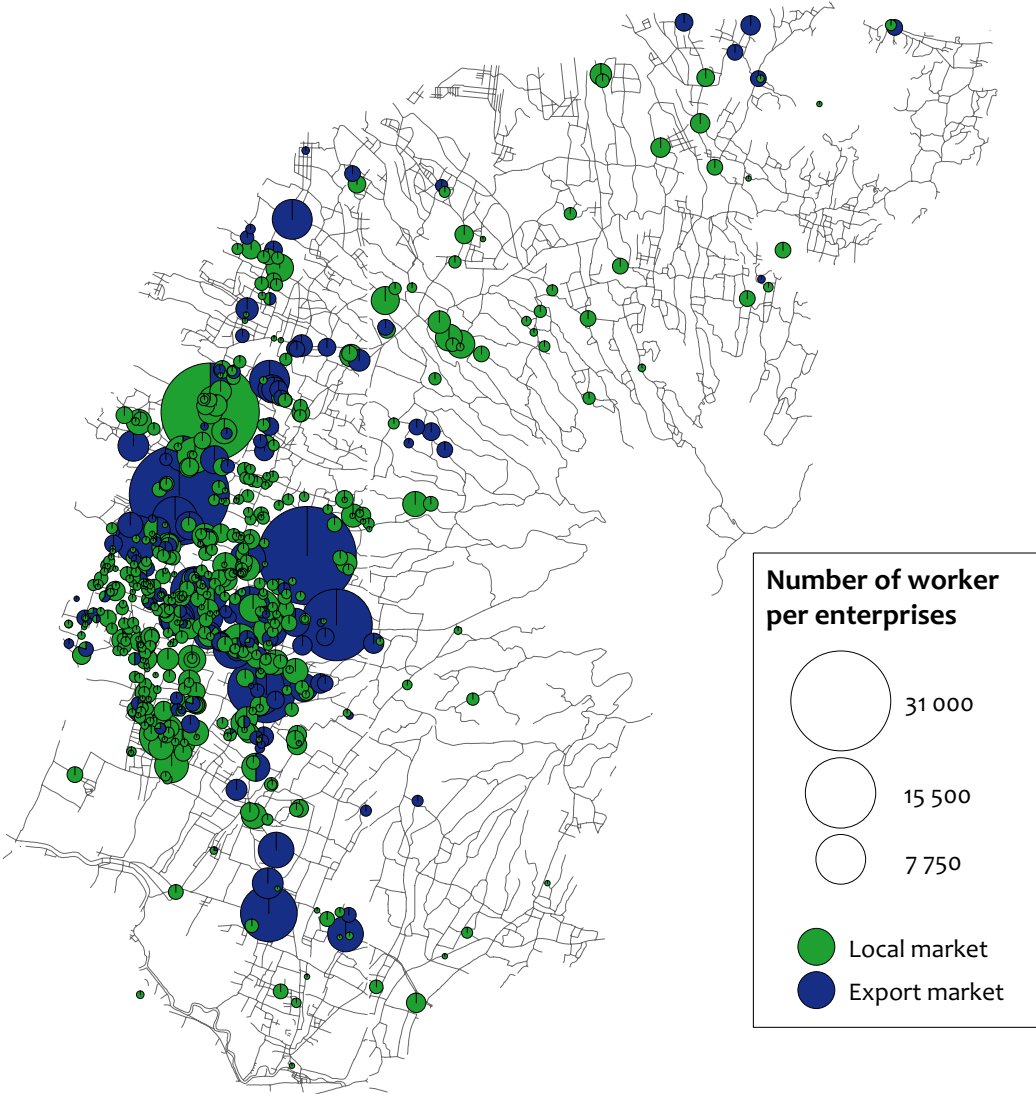 Number of worker
per enterprises
31 000
15 500
7 750
Local market
Export market